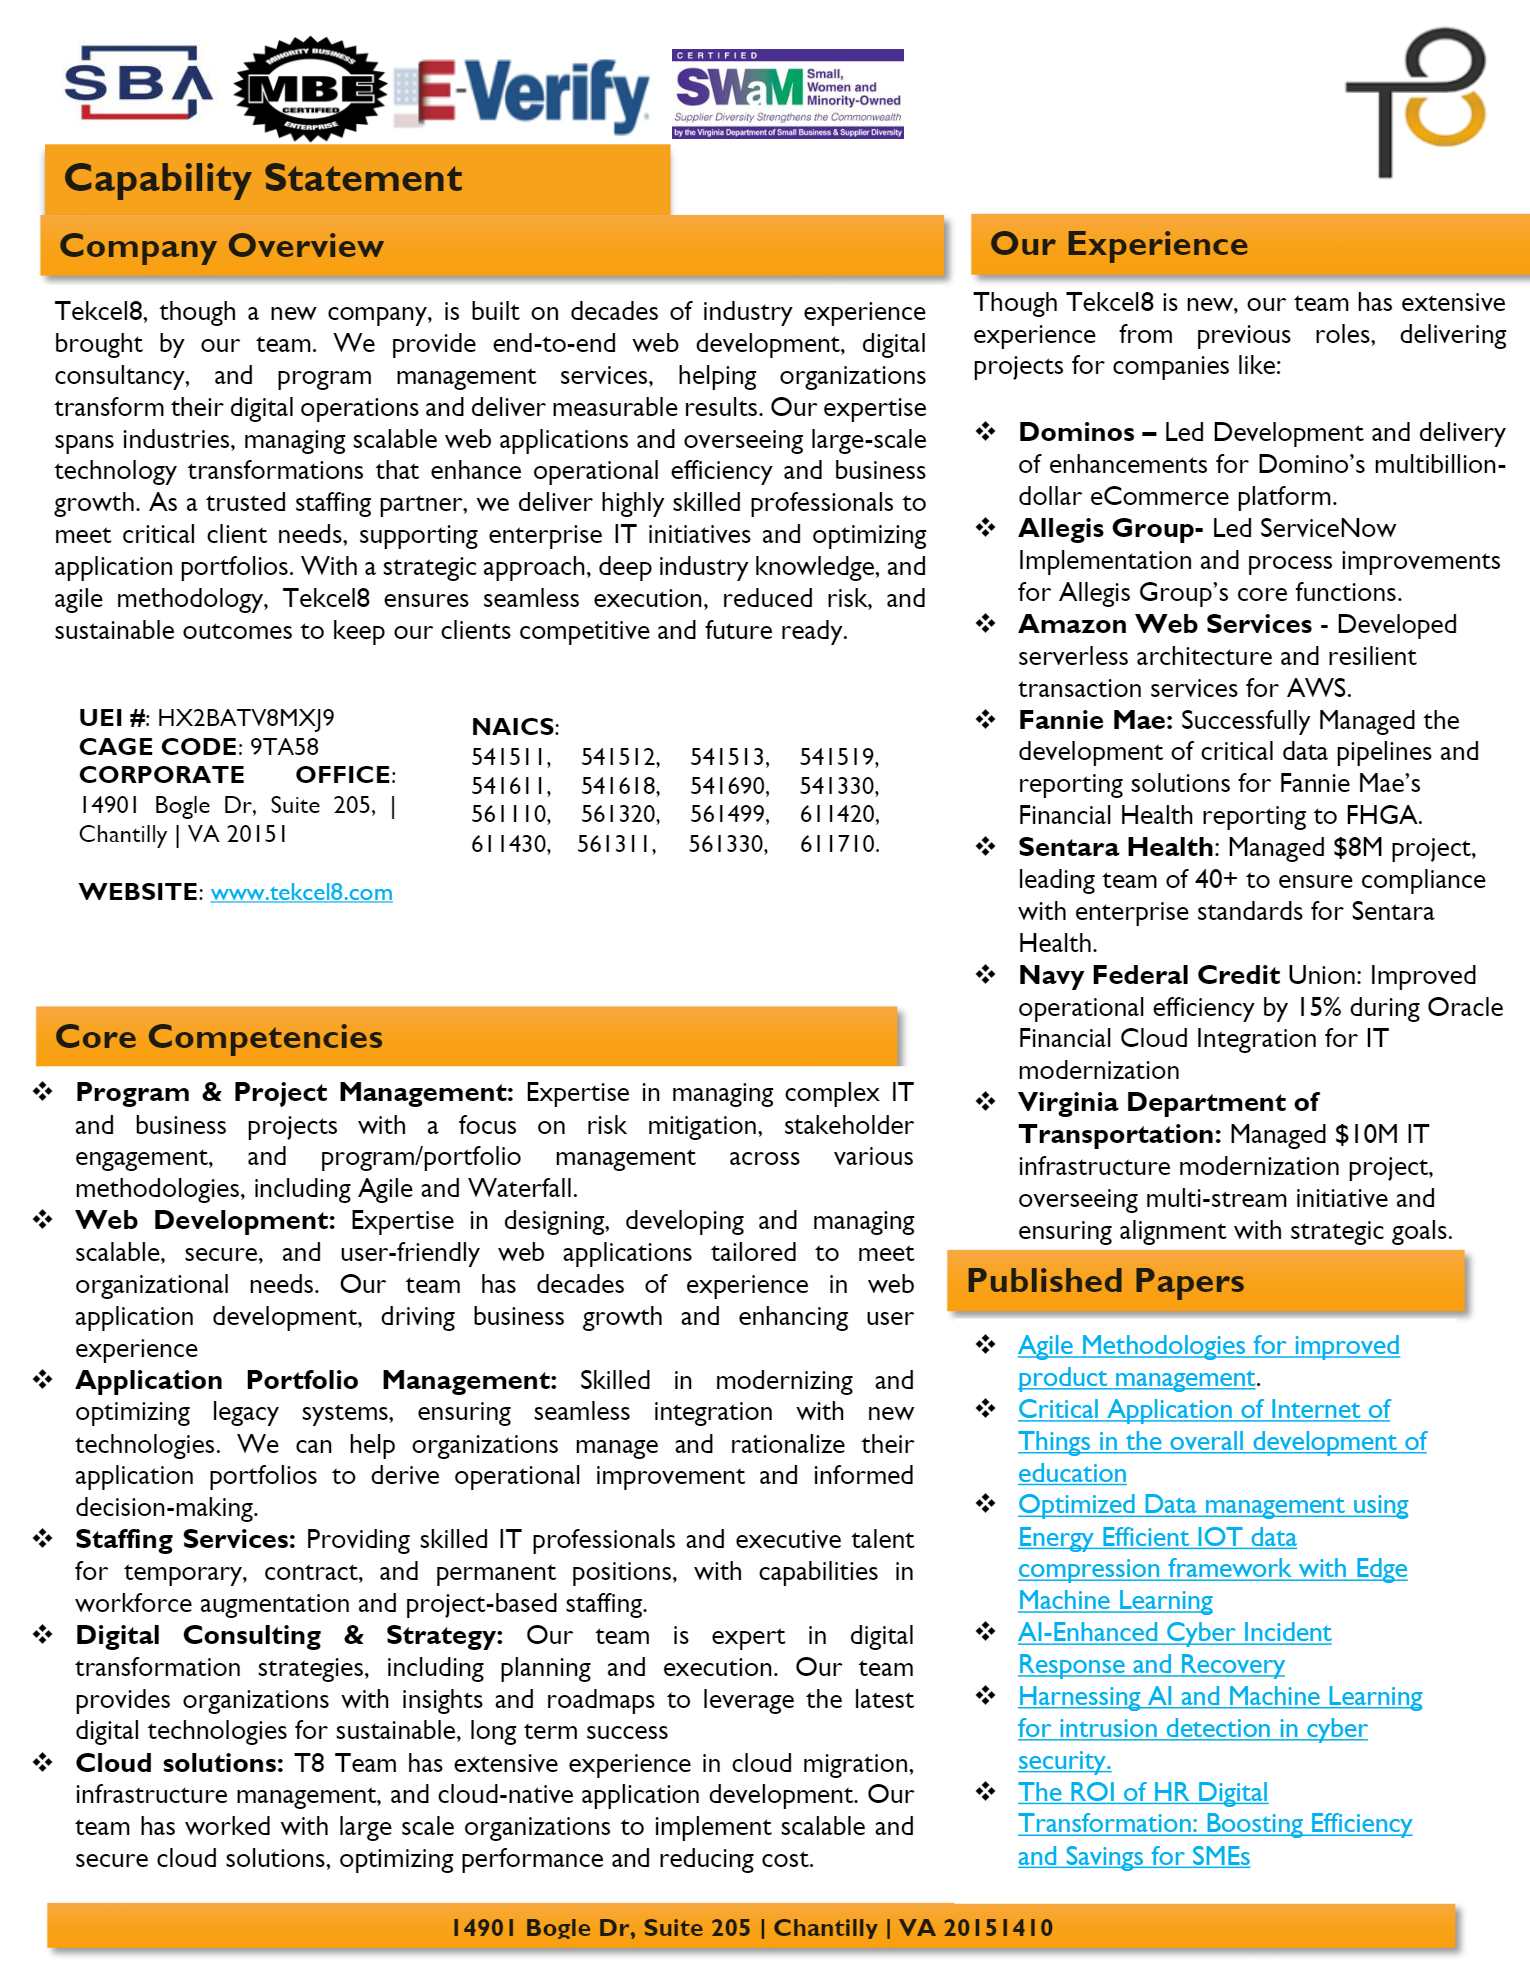 SBA
MINORITY BUSINESS
MBE
CERTIFIED
ENTERPRISE
E-Verify
CERTIFIED
SWaM
Small,
Women and
Minority-Owned
Supplier Diversity Strengthens the Commonwealth
by the Virginia Department of Small Business & Supplier Diversity
T8
Capability Statement
Company Overview
Tekcel8, though a new company, is built on decades of industry experience
brought by our team. We provide end-to-end web development, digital
consultancy, and program management services, helping organizations
transform their digital operations and deliver measurable results. Our expertise
spans industries, managing scalable web applications and overseeing large-scale
technology transformations that enhance operational efficiency and business
growth. As a trusted staffing partner, we deliver highly skilled professionals to
meet critical client needs, supporting enterprise IT initiatives and optimizing
application portfolios. With a strategic approach, deep industry knowledge, and
agile methodology, Tekcel8 ensures seamless execution, reduced risk, and
sustainable outcomes to keep our clients competitive and future ready.
UEI #: HX2BATV8MXJ9
CAGE CODE: 9TA58
CORPORATE OFFICE:
14901 Bogle Dr, Suite 205, |
Chantilly | VA 20151
WEBSITE: www.tekcel8.com
NAICS:
541511, 541512, 541513, 541519,
541611, 541618, 541690, 541330,
561110, 561320, 561499, 611420,
611430, 561311, 561330, 611710.
Core Competencies
❖ Program & Project Management: Expertise in managing complex IT
and business projects with a focus on risk mitigation, stakeholder
engagement, and program/portfolio management across various
methodologies, including Agile and Waterfall.
❖ Web Development: Expertise in designing, developing and managing
scalable, secure, and user-friendly web applications tailored to meet
organizational needs. Our team has decades of experience in web
application development, driving business growth and enhancing user
experience
❖ Application Portfolio Management: Skilled in modernizing and
optimizing legacy systems, ensuring seamless integration with new
technologies. We can help organizations manage and rationalize their
application portfolios to derive operational improvement and informed
decision-making.
❖ Staffing Services: Providing skilled IT professionals and executive talent
for temporary, contract, and permanent positions, with capabilities in
workforce augmentation and project-based staffing.
❖ Digital Consulting & Strategy: Our team is expert in digital
transformation strategies, including planning and execution. Our team
provides organizations with insights and roadmaps to leverage the latest
digital technologies for sustainable, long term success
❖ Cloud solutions: T8 Team has extensive experience in cloud migration,
infrastructure management, and cloud-native application development. Our
team has worked with large scale organizations to implement scalable and
secure cloud solutions, optimizing performance and reducing cost.
Our Experience
Though Tekcel8 is new, our team has extensive
experience from previous roles, delivering
projects for companies like:
❖ Dominos – Led Development and delivery
of enhancements for Domino’s multibillion-
dollar eCommerce platform.
❖ Allegis Group- Led ServiceNow
Implementation and process improvements
for Allegis Group’s core functions.
❖ Amazon Web Services - Developed
serverless architecture and resilient
transaction services for AWS.
❖ Fannie Mae: Successfully Managed the
development of critical data pipelines and
reporting solutions for Fannie Mae’s
Financial Health reporting to FHGA.
❖ Sentara Health: Managed $8M project,
leading team of 40+ to ensure compliance
with enterprise standards for Sentara
Health.
❖ Navy Federal Credit Union: Improved
operational efficiency by 15% during Oracle
Financial Cloud Integration for IT
modernization
❖ Virginia Department of
Transportation: Managed $10M IT
infrastructure modernization project,
overseeing multi-stream initiative and
ensuring alignment with strategic goals.
Published Papers
❖ Agile Methodologies for improved
product management.
❖ Critical Application of Internet of
Things in the overall development of
education
❖ Optimized Data management using
Energy Efficient IOT data
compression framework with Edge
Machine Learning
❖ AI-Enhanced Cyber Incident
Response and Recovery
❖ Harnessing AI and Machine Learning
for intrusion detection in cyber
security.
❖ The ROI of HR Digital
Transformation: Boosting Efficiency
and Savings for SMEs
14901 Bogle Dr, Suite 205 | Chantilly | VA 20151410